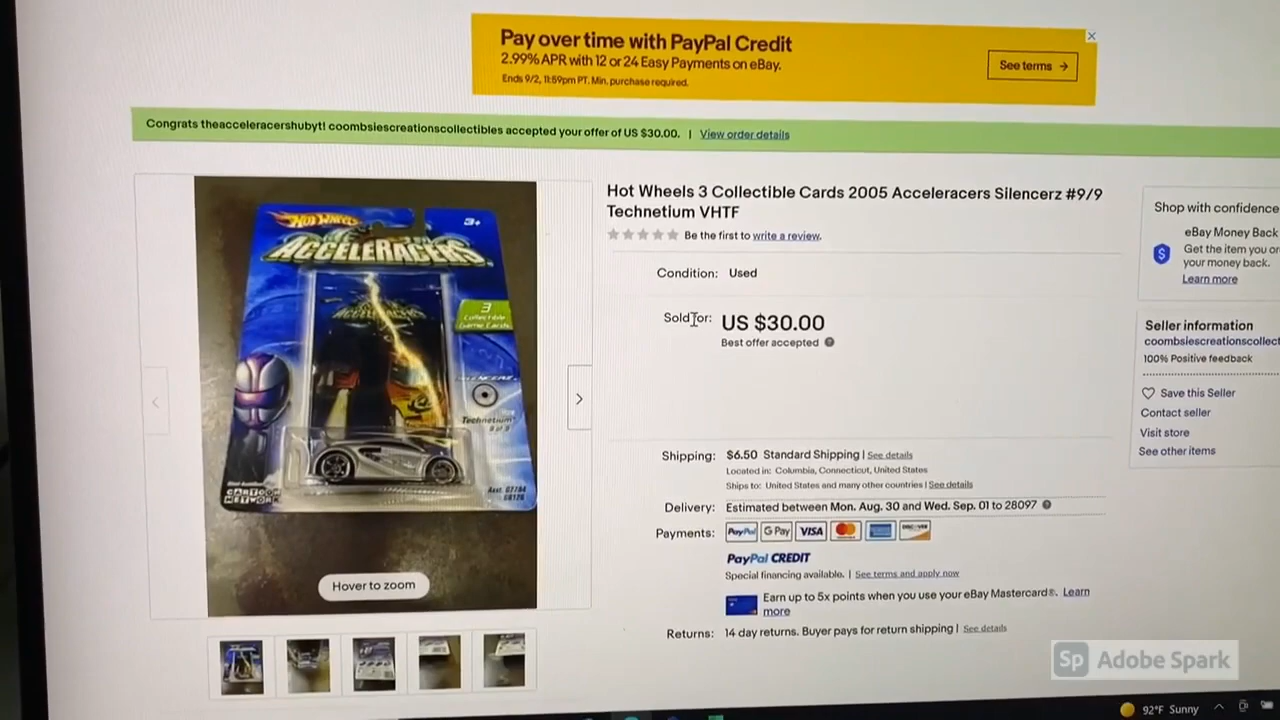 Pay over time with PayPal Credit
2.99% APR with 12 or 24 Easy Payments on eBay.
Ends 9/2, 11:59pm PT. Min. purchase required.
See terms →
Congrats theacceleracershubyt! coombsiescreationscollectibles accepted your offer of US $30.00. | View order details
Hot Wheels 3 Collectible Cards 2005 Acceleracers Silencerz #9/9
Technetium VHTF
Be the first to write a review.
Condition: Used
Sold for: US $30.00
Best offer accepted
Shipping: $6.50 Standard Shipping | See details
Located in: Columbia, Connecticut, United States
Ships to: United States and many other countries | See details
Delivery: Estimated between Mon. Aug. 30 and Wed. Sep. 01 to 28097
Payments: PayPal G Pay VISA
DISCOVER
PayPal CREDIT
Special financing available. | See terms and apply now
Earn up to 5x points when you use your eBay Mastercard®. Learn
more
Returns: 14 day returns. Buyer pays for return shipping | See details
HOT WHEELS
3+
ACCELERACERS
ACCELERACERS
3
Collectible
Game Cards
Technetium
CARTOON
NETWORK
Hover to zoom
Shop with confidence
eBay Money Back
Get the item you or
your money back.
Learn more
Seller information
coombsiescreationscollect
100% Positive feedback
Save this Seller
Contact seller
Visit store
See other items
Sp Adobe Spark
92°F Sunny